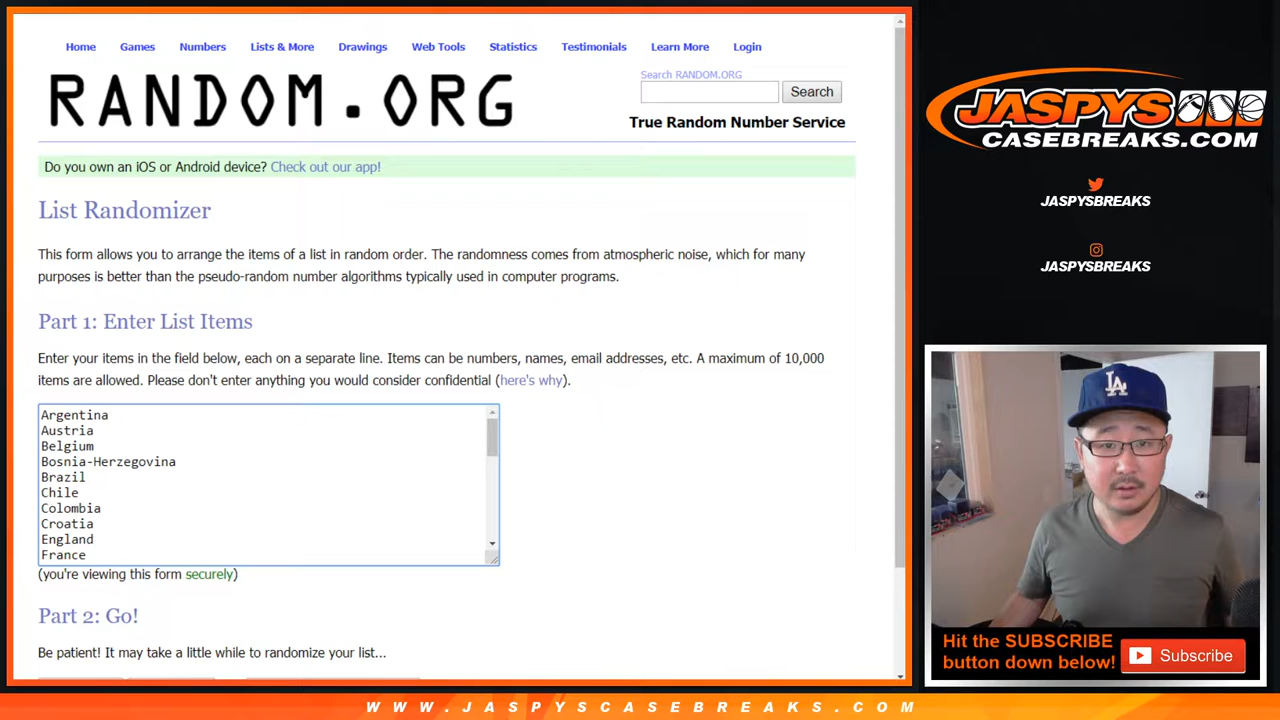 Home Games Numbers Lists & More Drawings Web Tools Statistics Testimonials Learn More Login
RANDOM.ORG
Search RANDOM.ORG
Search
True Random Number Service
Do you own an iOS or Android device? Check out our app!
List Randomizer
This form allows you to arrange the items of a list in random order. The randomness comes from atmospheric noise, which for many
purposes is better than the pseudo-random number algorithms typically used in computer programs.
Part 1: Enter List Items
Enter your items in the field below, each on a separate line. Items can be numbers, names, email addresses, etc. A maximum of 10,000
items are allowed. Please don't enter anything you would consider confidential (here's why).
Argentina
Austria
Belgium
Bosnia-Herzegovina
Brazil
Chile
Colombia
Croatia
England
France
(you're viewing this form securely)
Part 2: Go!
Be patient! It may take a little while to randomize your list...
JASPYS
CASEBREAKS.COM
JASPYSBREAKS
JASPYSBREAKS
LA
Hit the SUBSCRIBE
button down below!
Subscribe
WWW.JASPYSCASEBREAKS.COM